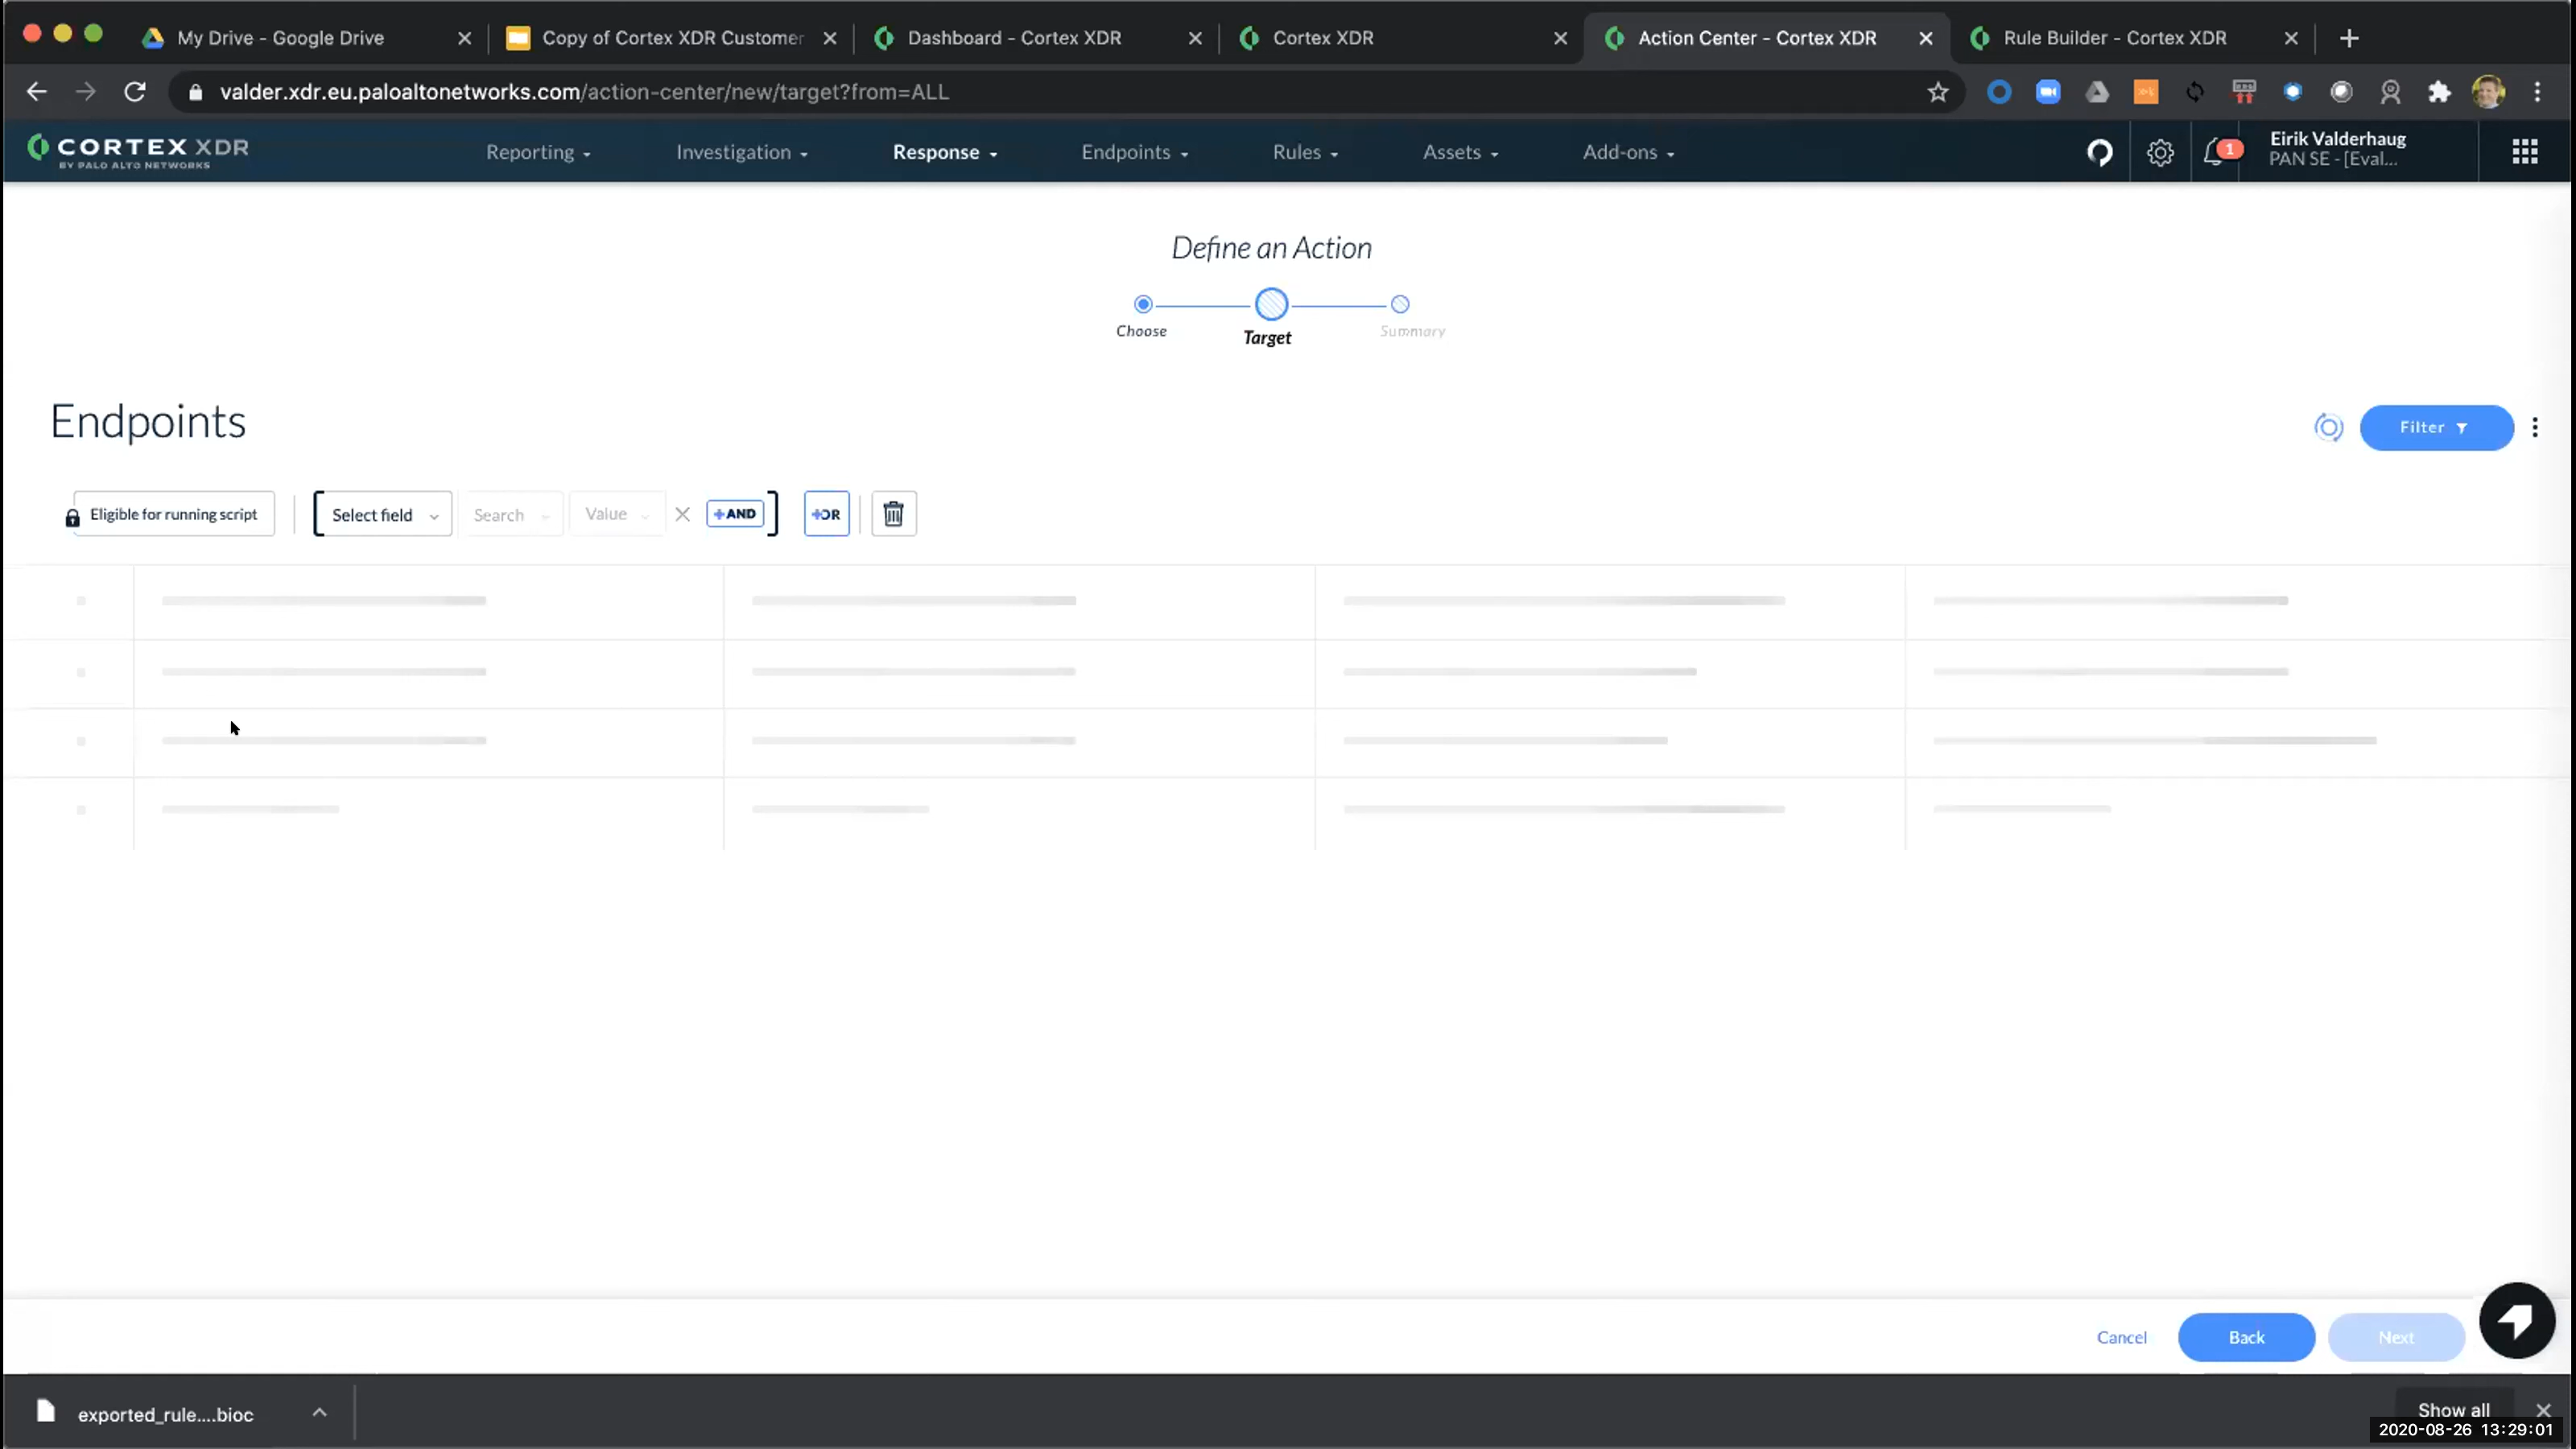 My Drive - Google Drive
Copy of Cortex XDR Customer
Dashboard - Cortex XDR
Cortex XDR
Action Center - Cortex XDR
Rule Builder - Cortex XDR
valder.xdr.eu.paloaltonetworks.com/action-center/new/target?from=ALL
CORTEX XDR
BY PALO ALTO NETWORKS
Reporting
Investigation
Response
Endpoints
Rules
Assets
Add-ons
1
Eirik Valderhaug
PAN SE - [Eval...
Define an Action
Choose
Target
Summary
Endpoints
Filter
Eligible for running script
Select field
Search
Value
+AND
+OR
Cancel
Back
Next
exported_rule....bioc
Show all
2020-08-26 13:29:01